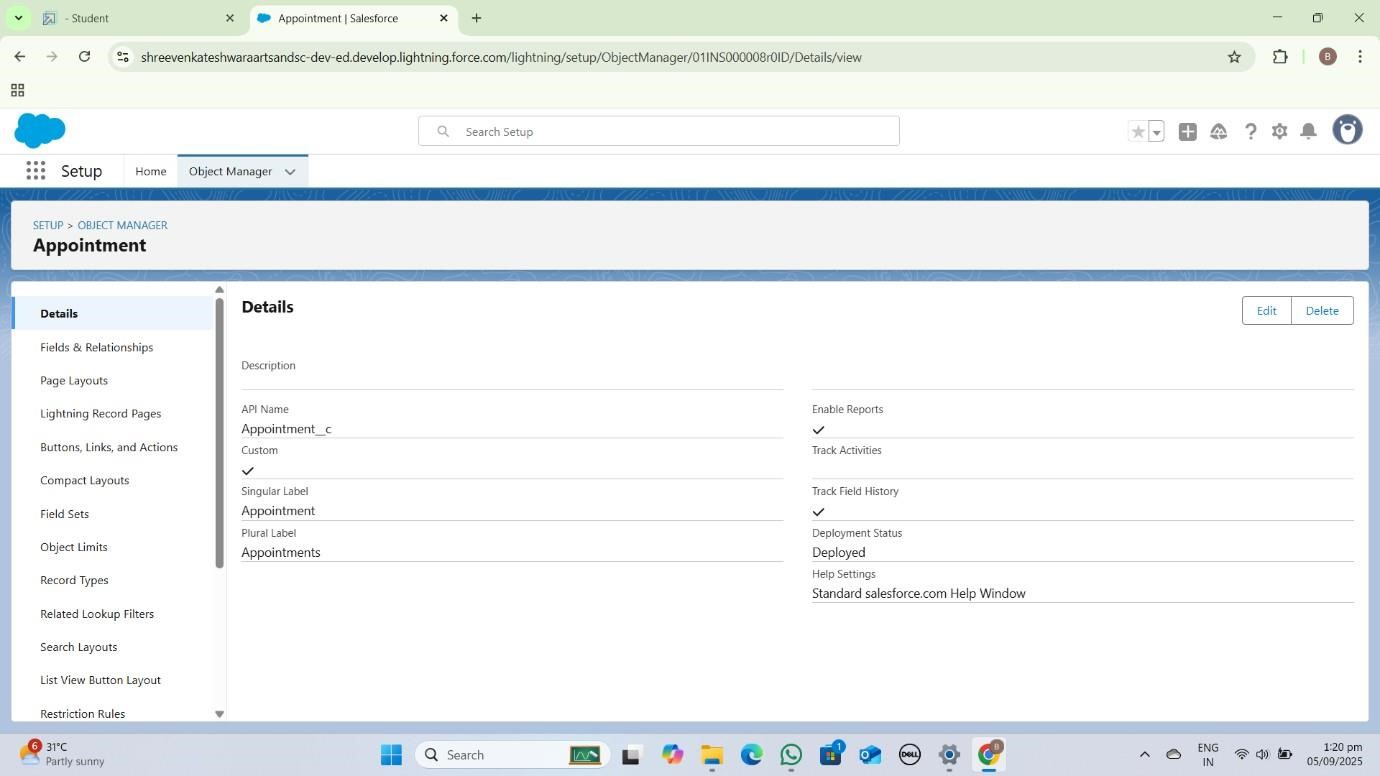 - Student
Appointment | Salesforce
shreevenkateshwaraartsandsc-dev-ed.develop.lightning.force.com/lightning/setup/ObjectManager/01INS000008r0ID/Details/view
B
Search Setup
Setup
Home
Object Manager
SETUP > OBJECT MANAGER
Appointment
Details
Fields & Relationships
Page Layouts
Lightning Record Pages
Buttons, Links, and Actions
Compact Layouts
Field Sets
Object Limits
Record Types
Related Lookup Filters
Search Layouts
List View Button Layout
Restriction Rules
Details
Edit
Delete
Description
API Name
Appointment__c
Custom
Singular Label
Appointment
Plural Label
Appointments
Enable Reports
Track Activities
Track Field History
Deployment Status
Deployed
Help Settings
Standard salesforce.com Help Window
6
31°C
Partly sunny
Search
1
DELL
B
ENG
IN
1:20 pm
05/09/2025